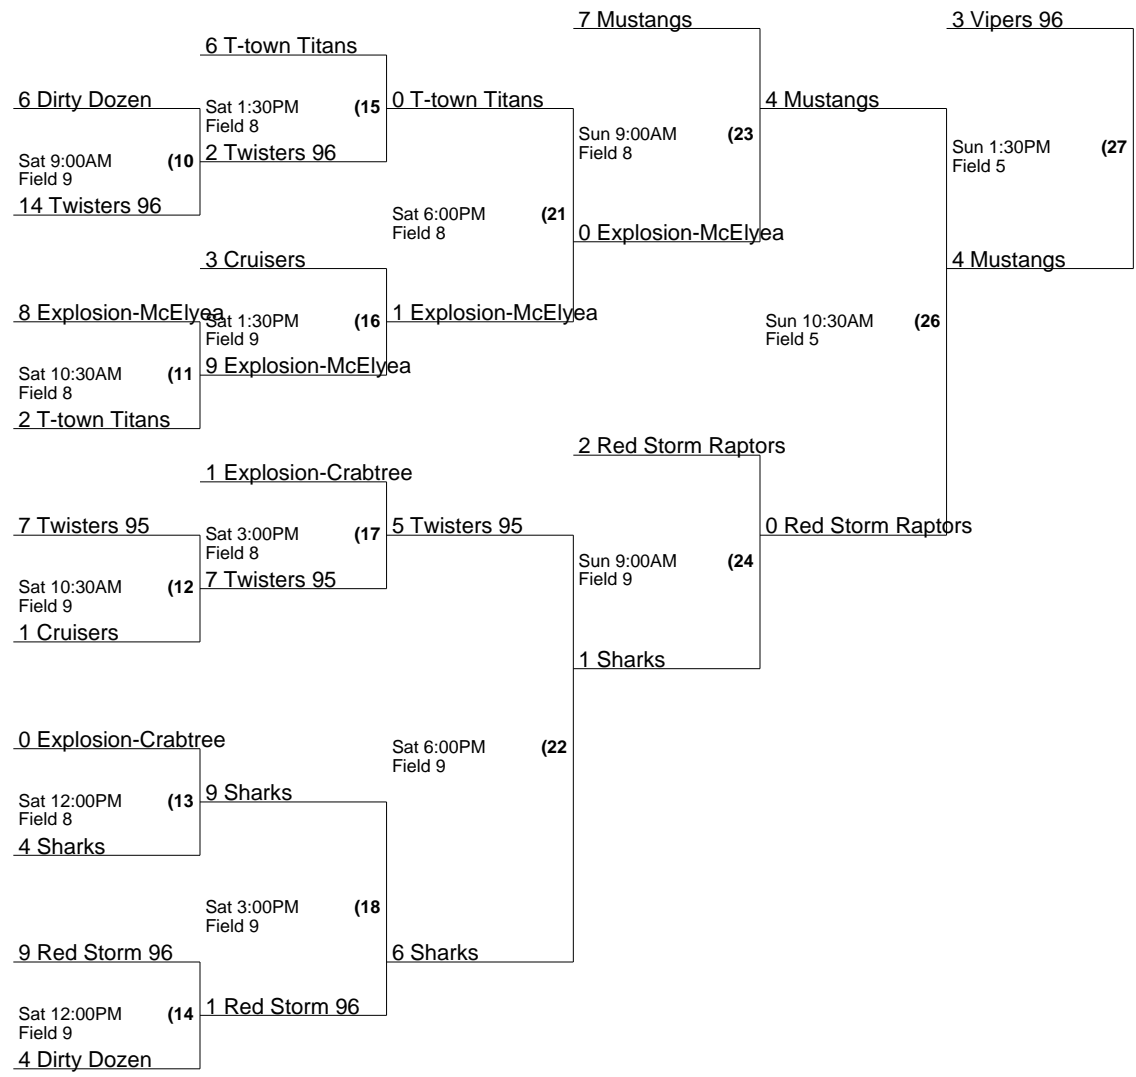 7 Mustangs
3 Vipers 96
6 T-town Titans
6 Dirty Dozen
Sat 1:30PM (15
Field 8
0 T-town Titans
4 Mustangs
Sun 9:00AM (23
Field 8
Sun 1:30PM (27
Field 5
2 Twisters 96
Sat 9:00AM (10
Field 9
14 Twisters 96
Sat 6:00PM (21
Field 8
0 Explosion-McElyea
3 Cruisers
4 Mustangs
8 Explosion-McElyea
Sat 1:30PM (16
Field 9
1 Explosion-McElyea
Sun 10:30AM (26
Field 5
9 Explosion-McElyea
Sat 10:30AM (11
Field 8
2 T-town Titans
2 Red Storm Raptors
1 Explosion-Crabtree
7 Twisters 95
Sat 3:00PM (17
Field 8
5 Twisters 95
0 Red Storm Raptors
Sun 9:00AM (24
Field 9
7 Twisters 95
Sat 10:30AM (12
Field 9
1 Cruisers
1 Sharks
0 Explosion-Crabtree
Sat 6:00PM (22
Field 9
9 Sharks
Sat 12:00PM (13
Field 8
4 Sharks
Sat 3:00PM (18
Field 9
9 Red Storm 96
6 Sharks
1 Red Storm 96
Sat 12:00PM (14
Field 9
4 Dirty Dozen